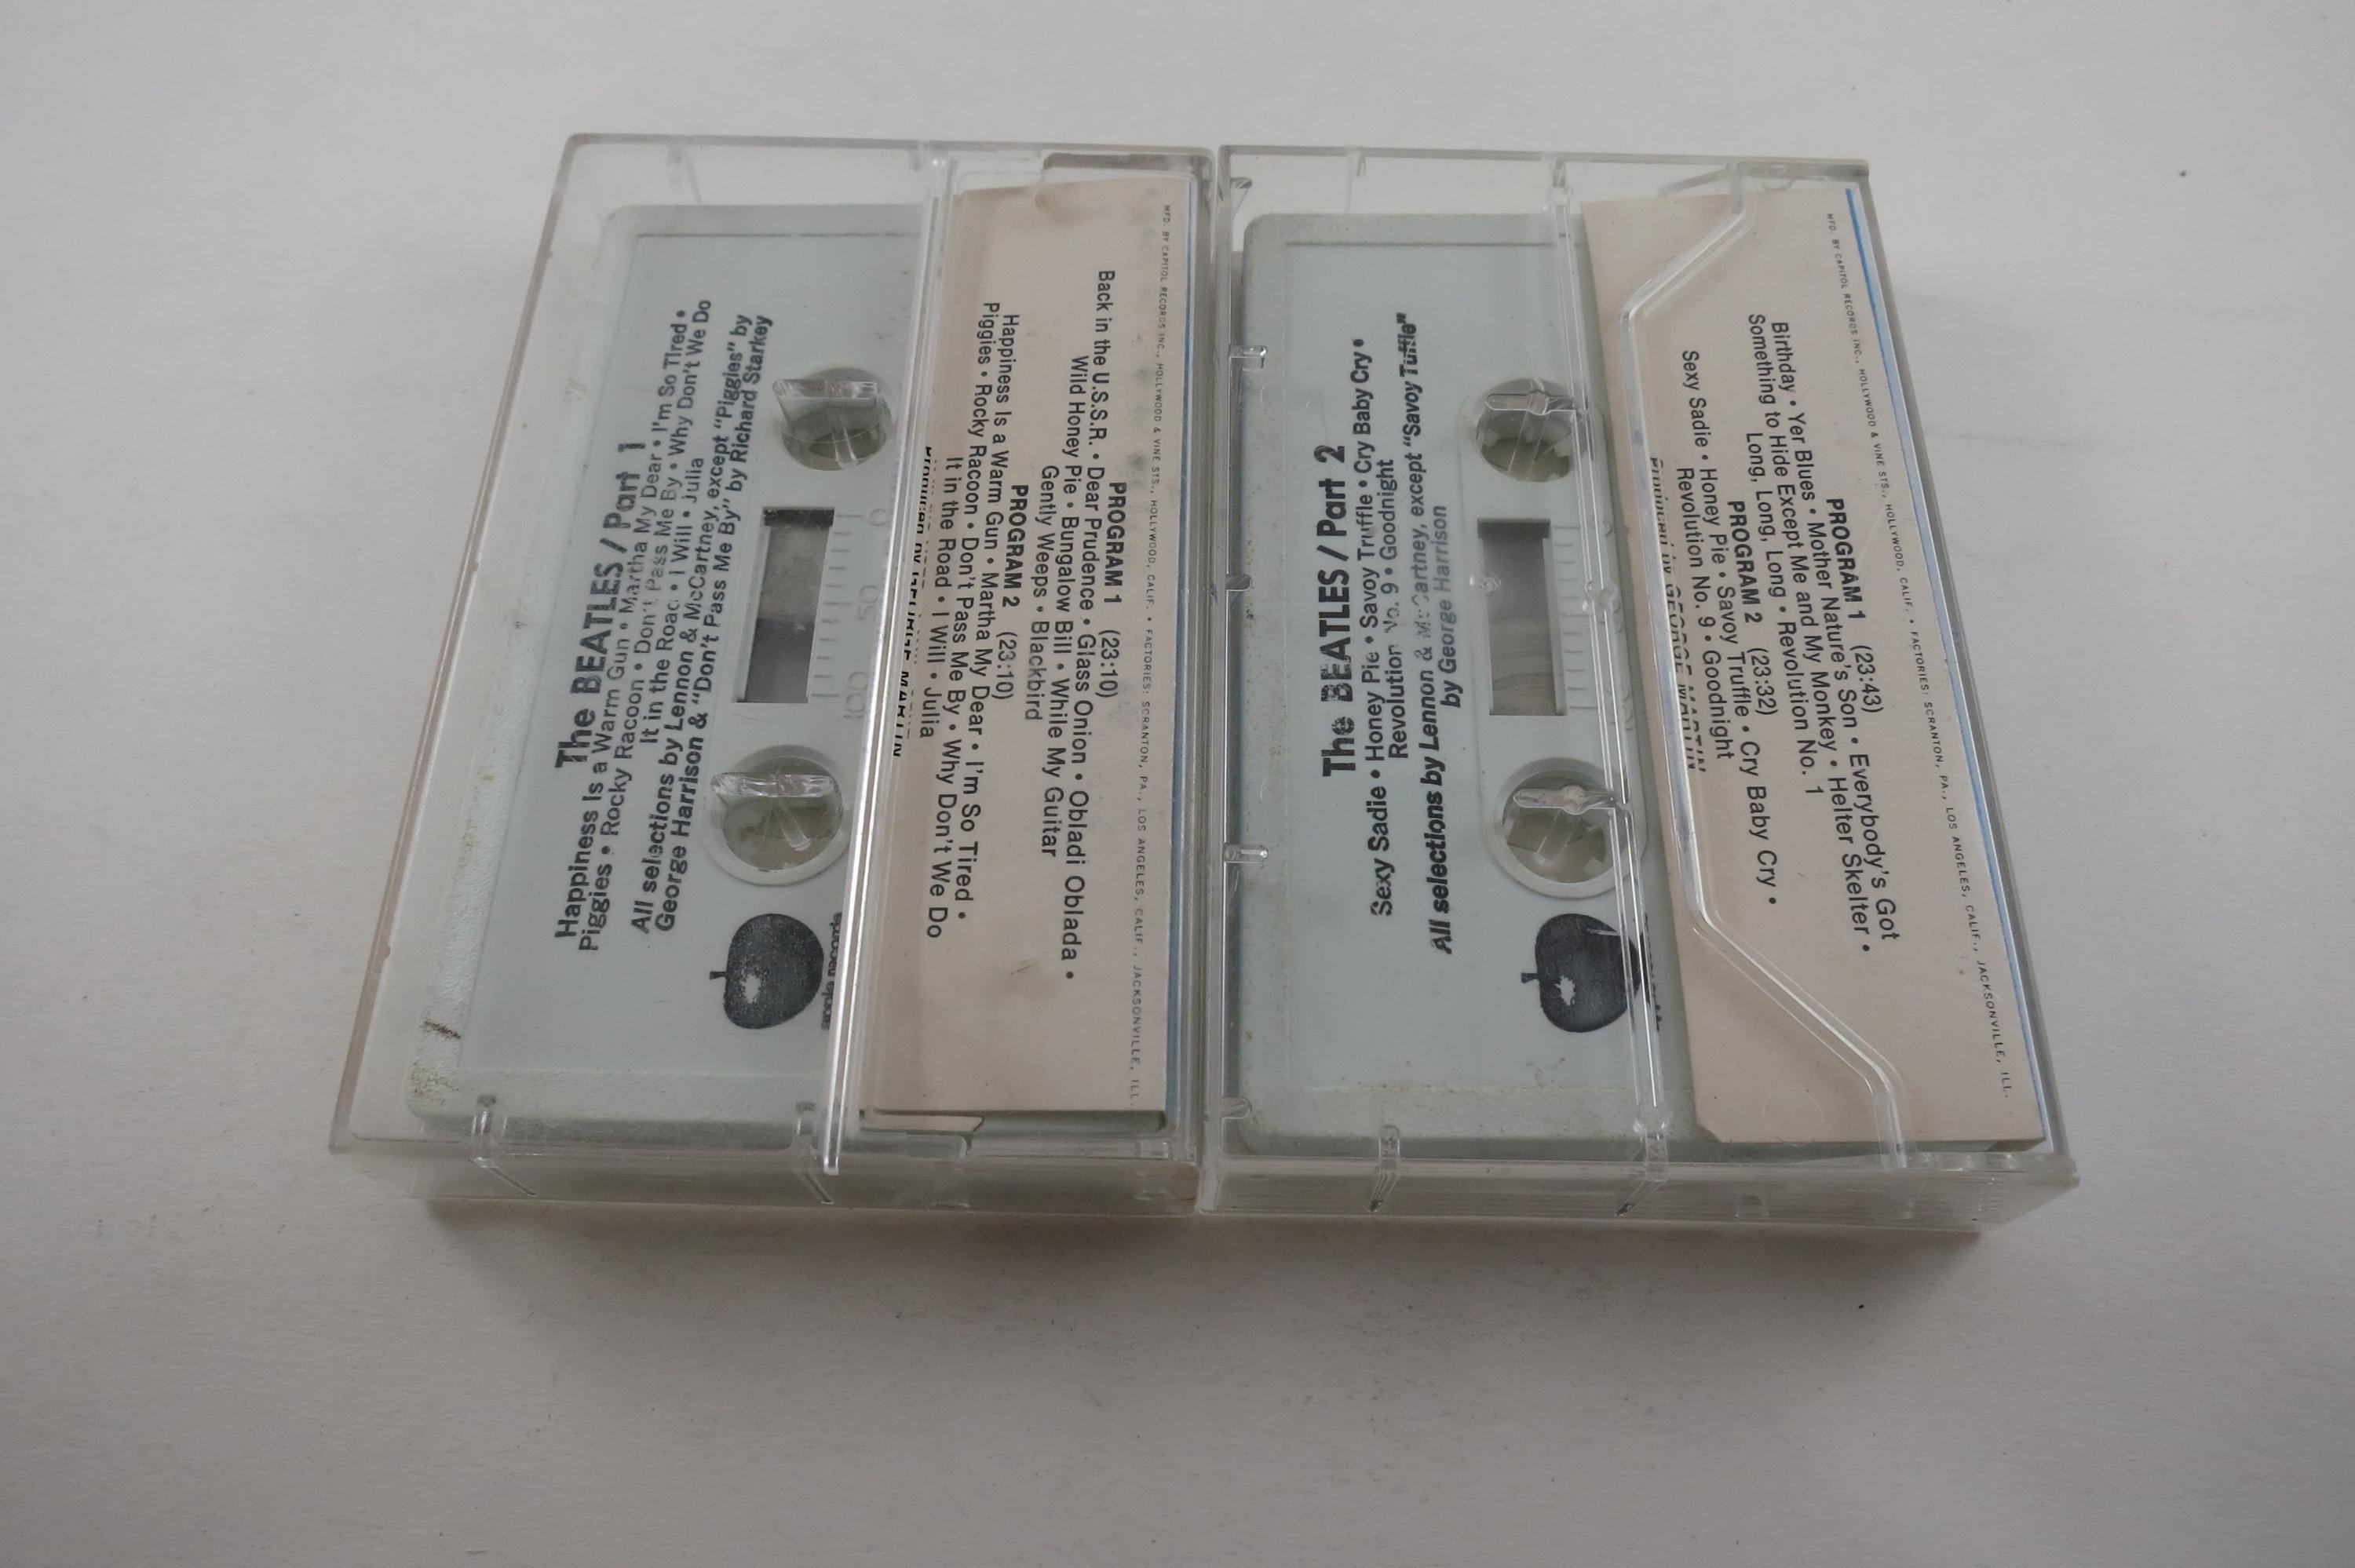 The BEATLES / Part 1
Happiness Is a Warm Gun • Martha My Dear • I'm So Tired •
Piggies • Rocky Racoon • Don't Pass Me By • Why Don't We Do
It in the Road • I Will • Julia
All selections by Lennon & McCartney, except "Piggies" by
George Harrison & "Don't Pass Me By," by Richard Starkey
0 50 100
MFD. BY CAPITOL RECORDS INC., HOLLYWOOD & VINE STS., HOLLYWOOD, CALIF. • FACTORIES: SCRANTON, PA., LOS ANGELES, CALIF., JACKSONVILLE, ILL.
PROGRAM 1 (23:10)
Back in the U.S.S.R. • Dear Prudence • Glass Onion • Obladi Oblada •
Wild Honey Pie • Bungalow Bill • While My Guitar
Gently Weeps • Blackbird
PROGRAM 2 (23:10)
Happiness Is a Warm Gun • Martha My Dear • I'm So Tired •
Piggies • Rocky Racoon • Don't Pass Me By • Why Don't We Do
It in the Road • I Will • Julia
Produced by GEORGE MARTIN
The BEATLES / Part 2
Sexy Sadie • Honey Pie • Savoy Truffle • Cry Baby Cry •
Revolution No. 9 • Goodnight
All selections by Lennon & McCartney, except "Savoy Truffle"
by George Harrison
MFD. BY CAPITOL RECORDS INC., HOLLYWOOD & VINE STS., HOLLYWOOD, CALIF. • FACTORIES: SCRANTON, PA., LOS ANGELES, CALIF., JACKSONVILLE, ILL.
PROGRAM 1 (23:43)
Birthday • Yer Blues • Mother Nature's Son • Everybody's Got
Something to Hide Except Me and My Monkey • Helter Skelter •
Long, Long, Long • Revolution No. 1
PROGRAM 2 (23:32)
Sexy Sadie • Honey Pie • Savoy Truffle • Cry Baby Cry •
Revolution No. 9 • Goodnight
Produced by GEORGE MARTIN